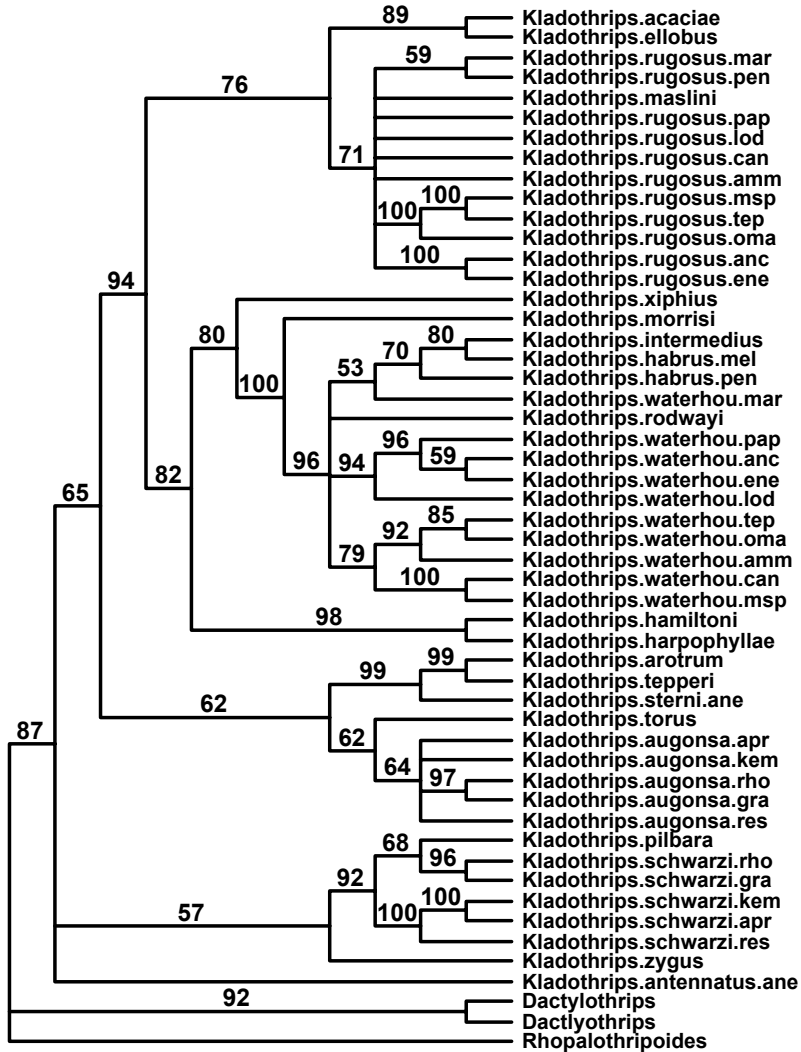 89
Kladothrips.acaciae
Kladothrips.ellobus
59
Kladothrips.rugosus.mar
Kladothrips.rugosus.pen
76
Kladothrips.maslini
Kladothrips.rugosus.pap
Kladothrips.rugosus.lod
71
Kladothrips.rugosus.can
Kladothrips.rugosus.amm
100
Kladothrips.rugosus.msp
100
Kladothrips.rugosus.tep
Kladothrips.rugosus.oma
100
Kladothrips.rugosus.anc
Kladothrips.rugosus.ene
94
Kladothrips.xiphius
Kladothrips.morrisi
80
80
Kladothrips.intermedius
70
Kladothrips.habrus.mel
53
Kladothrips.habrus.pen
100
Kladothrips.waterhou.mar
Kladothrips.rodwayi
96
Kladothrips.waterhou.pap
96
94
59
Kladothrips.waterhou.anc
82
Kladothrips.waterhou.ene
65
Kladothrips.waterhou.lod
85
Kladothrips.waterhou.tep
92
Kladothrips.waterhou.oma
79
Kladothrips.waterhou.amm
100
Kladothrips.waterhou.can
Kladothrips.waterhou.msp
98
Kladothrips.hamiltoni
Kladothrips.harpophyllae
99
Kladothrips.arotrum
99
Kladothrips.tepperi
Kladothrips.sterni.ane
62
Kladothrips.torus
87
62
Kladothrips.augonsa.apr
Kladothrips.augonsa.kem
64
97
Kladothrips.augonsa.rho
Kladothrips.augonsa.gra
Kladothrips.augonsa.res
68
Kladothrips.pilbara
96
Kladothrips.schwarzi.rho
92
Kladothrips.schwarzi.gra
100
Kladothrips.schwarzi.kem
57
100
Kladothrips.schwarzi.apr
Kladothrips.schwarzi.res
Kladothrips.zygus
Kladothrips.antennatus.ane
92
Dactylothrips
Dactlyothrips
Rhopalothripoides